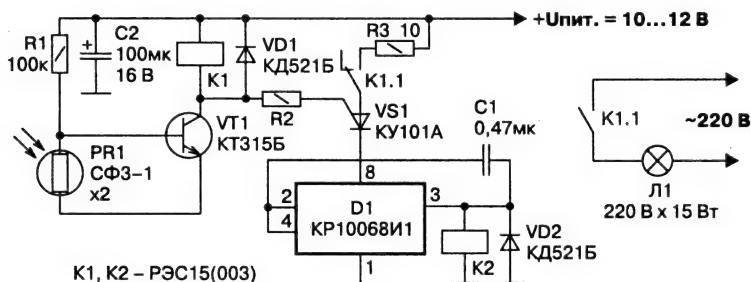 +Uпит. = 10...12 В
R1
100к
C2
100мк
16 В
K1
VD1
КД521Б
R3 10
K1.1
R2
VS1
КУ101А
C1
0,47мк
K1.1
~220 В
VT1
КТ315Б
PR1
СФ3–1
x2
8
2
4
D1
КР10068И1
3
1
K2
VD2
КД521Б
Л1
220 В x 15 Вт
K1, K2 – РЭС15(003)